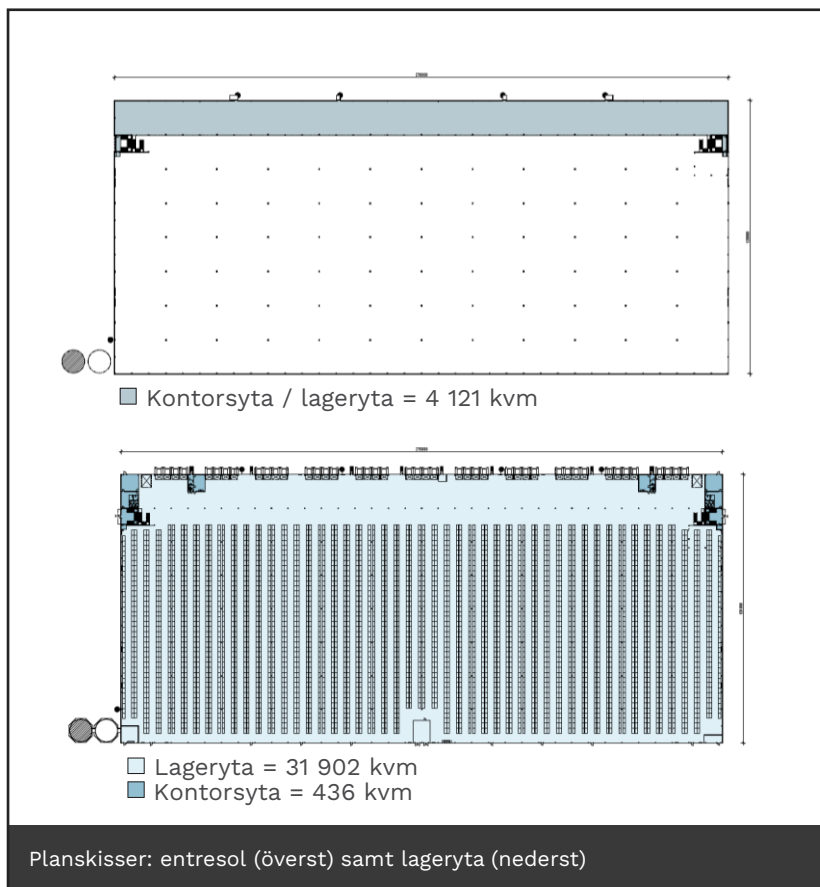 Kontorsyta / lageryta = 4 121 kvm
Lageryta = 31 902 kvm
Kontorsyta = 436 kvm
Planskisser: entresol (överst) samt lageryta (nederst)